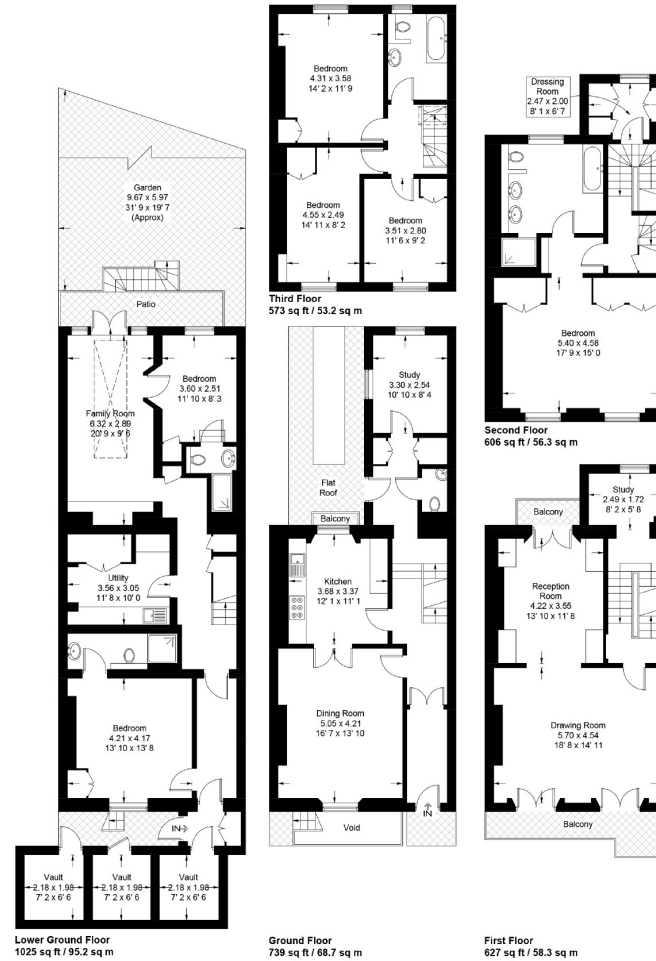 Bedroom
4.31 x 3.58
14' 2 x 11' 9
Bedroom
4.55 x 2.49
14' 11 x 8' 2
Bedroom
3.51 x 2.80
11' 6 x 9' 2
Third Floor
573 sq ft / 53.2 sq m
Dressing
Room
2.47 x 2.00
8' 1 x 6' 7
Bedroom
5.40 x 4.58
17' 9 x 15' 0
Second Floor
606 sq ft / 56.3 sq m
Garden
9.67 x 5.97
31' 9 x 19' 7
(Approx)
Patio
Family Room
6.32 x 2.89
20' 9 x 9' 6
Bedroom
3.60 x 2.51
11' 10 x 8' 3
Utility
3.56 x 3.05
11' 8 x 10' 0
Bedroom
4.21 x 4.17
13' 10 x 13' 8
IN
Vault
2.18 x 1.98
7' 2 x 6' 6
Vault
2.18 x 1.98
7' 2 x 6' 6
Vault
2.18 x 1.98
7' 2 x 6' 6
Lower Ground Floor
1025 sq ft / 95.2 sq m
Study
3.30 x 2.54
10' 10 x 8' 4
Flat
Roof
Balcony
Kitchen
3.68 x 3.37
12' 1 x 11' 1
Dining Room
5.05 x 4.21
16' 7 x 13' 10
Void
IN
Ground Floor
739 sq ft / 68.7 sq m
Study
2.49 x 1.72
8' 2 x 5' 8
Balcony
Reception
Room
4.22 x 3.55
13' 10 x 11' 8
Drawing Room
5.70 x 4.54
18' 8 x 14' 11
Balcony
First Floor
627 sq ft / 58.3 sq m